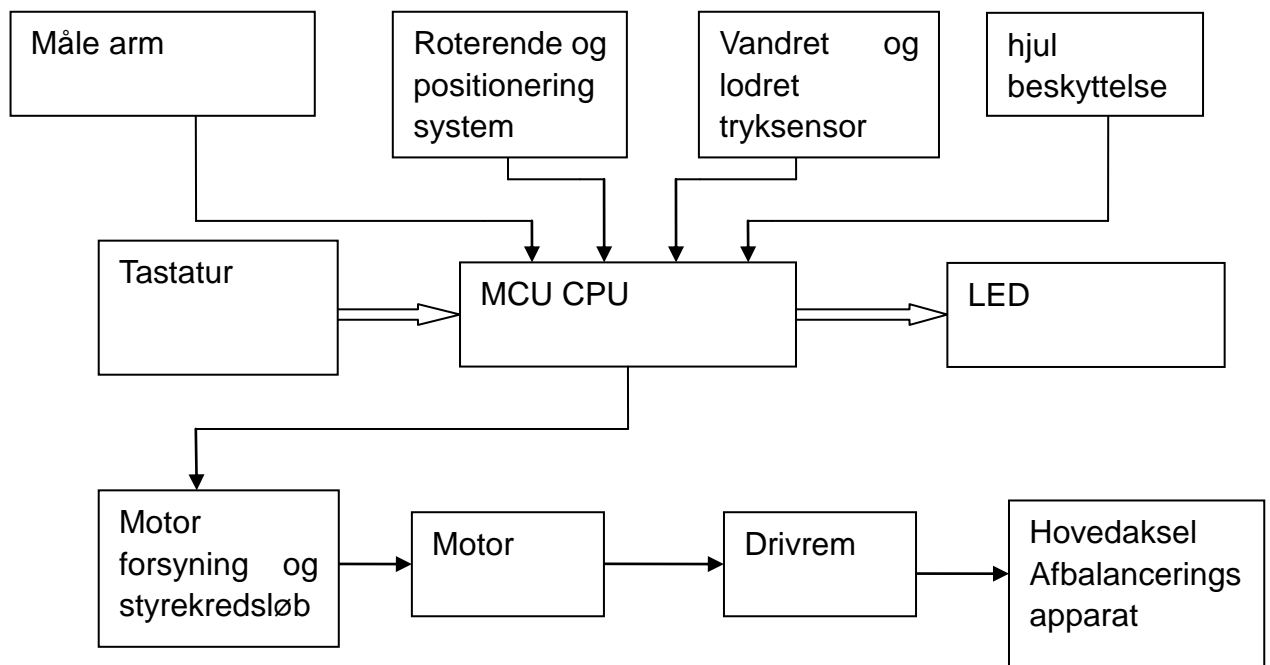 Måle arm
Roterende og
positionering
system
Vandret og
lodret
tryksensor
hjul
beskyttelse
Tastatur
MCU CPU
LED
Motor
forsyning og
styrekredsløb
Motor
Drivrem
Hovedaksel
Afbalancerings
apparat